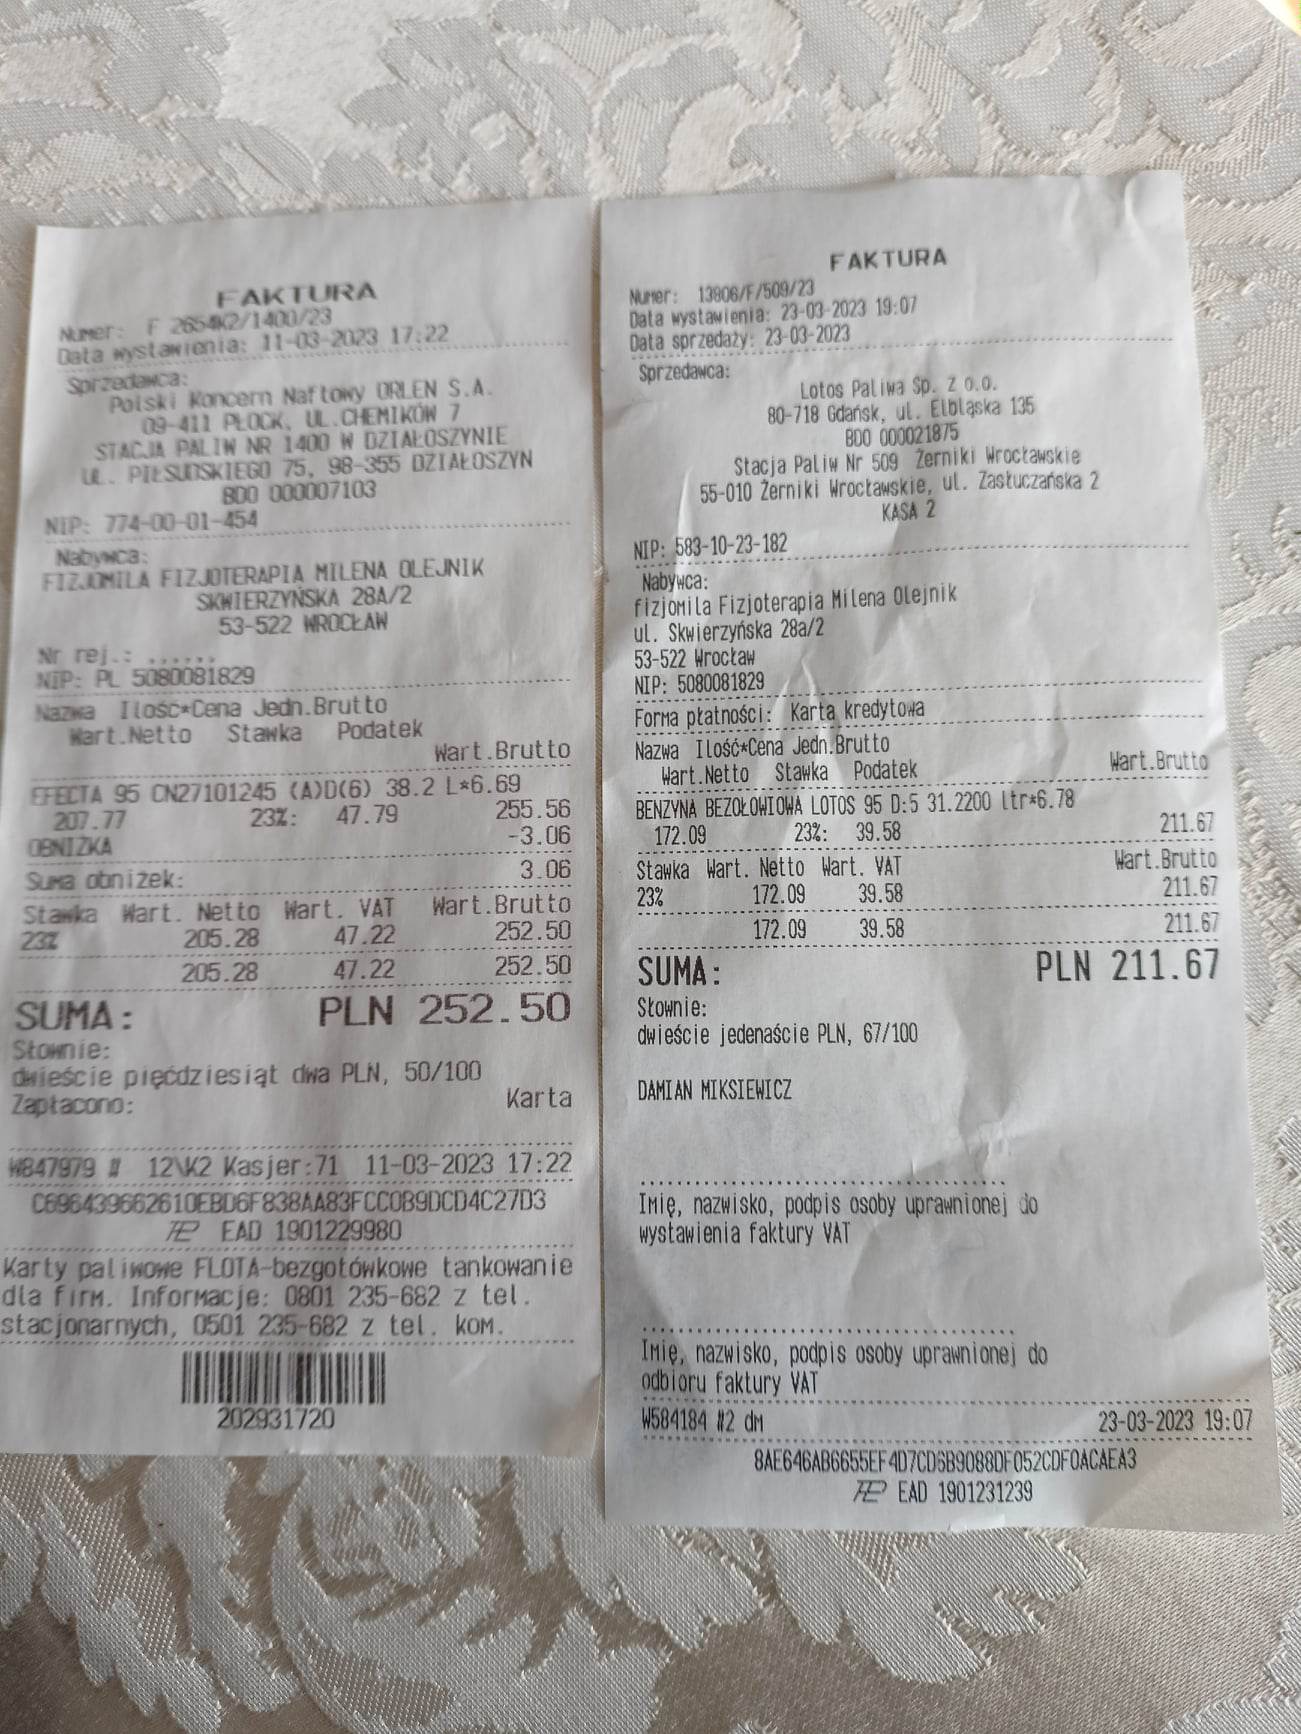 FAKTURA
Numer: F 2654K2/1400/23
Data wystawienia: 11-03-2023 17:22
Sprzedawca:
Polski Koncern Naftowy ORLEN S.A.
09-411 PŁOCK, UL.CHEMIKÓW 7
STACJA PALIW NR 1400 W DZIAŁOSZYNIE
UL. PIŁSUDSKIEGO 75, 98-355 DZIAŁOSZYN
BDO 000007103
NIP: 774-00-01-454
Nabywca:
FIZJOMILA FIZJOTERAPIA MILENA OLEJNIK
SKWIERZYŃSKA 28A/2
53-522 WROCŁAW
Nr rej.: ......
NIP: PL 5080081829
Nazwa Ilość*Cena Jedn.Brutto
Wart.Netto Stawka Podatek
Wart.Brutto
EFECTA 95 CN27101245 (A)D(6) 38.2 L*6.69
207.77 23%: 47.79 255.56
OBNIŻKA -3.06
Suma obniżek: 3.06
Stawka Wart. Netto Wart. VAT Wart.Brutto
23% 205.28 47.22 252.50
205.28 47.22 252.50
SUMA: PLN 252.50
Słownie:
dwieście pięćdziesiąt dwa PLN, 50/100
Zapłacono: Karta
W847979 # 12\K2 Kasjer:71 11-03-2023 17:22
C696439662610EBD6F838AA83FCC0B9DCD4C27D3
EAD 1901229980
Karty paliwowe FLOTA-bezgotówkowe tankowanie
dla firm. Informacje: 0801 235-682 z tel.
stacjonarnych, 0501 235-682 z tel. kom.
202931720
FAKTURA
Numer: 13806/F/509/23
Data wystawienia: 23-03-2023 19:07
Data sprzedaży: 23-03-2023
Sprzedawca:
Lotos Paliwa Sp. Z o.o.
80-718 Gdańsk, ul. Elbląska 135
BDO 000021875
Stacja Paliw Nr 509 Żerniki Wrocławskie
55-010 Żerniki Wrocławskie, ul. Zasłuczańska 2
KASA 2
NIP: 583-10-23-182
Nabywca:
fizjomila Fizjoterapia Milena Olejnik
ul. Skwierzyńska 28a/2
53-522 Wrocław
NIP: 5080081829
Forma płatności: Karta kredytowa
Nazwa Ilość*Cena Jedn.Brutto
Wart.Netto Stawka Podatek Wart.Brutto
BENZYNA BEZOŁOWIOWA LOTOS 95 D:5 31.2200 ltr*6.78
172.09 23%: 39.58 211.67
Stawka Wart. Netto Wart. VAT Wart.Brutto
23% 172.09 39.58 211.67
172.09 39.58 211.67
SUMA: PLN 211.67
Słownie:
dwieście jedenaście PLN, 67/100
DAMIAN MIKSIEWICZ
Imię, nazwisko, podpis osoby uprawnionej do
wystawienia faktury VAT
Imię, nazwisko, podpis osoby uprawnionej do
odbioru faktury VAT
W584184 #2 dm 23-03-2023 19:07
8AE646AB6655EF4D7CD6B9088DF052CDF0ACAEA3
EAD 1901231239